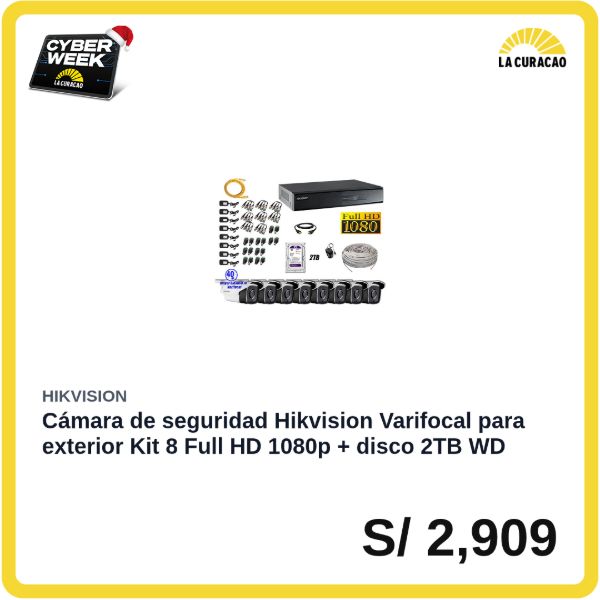 CYBER
WEEK
LA CURACAO
LA CURACAO
Full HD
1080
2TB
HIKVISION
Cámara de seguridad Hikvision Varifocal para
exterior Kit 8 Full HD 1080p + disco 2TB WD
S/ 2,909